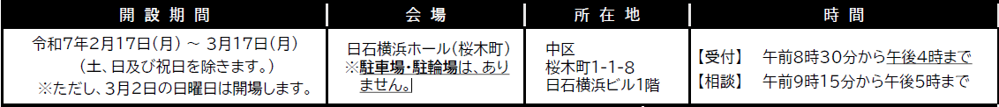 開設期間
会場
所在地
時間
令和7年2月17日(月) ～ 3月17日(月)
(土、日及び祝日を除きます。)
※ただし、3月2日の日曜日は開場します。
日石横浜ホール(桜木町)
※駐車場・駐輪場は、あり
ません。
中区
桜木町1-1-8
日石横浜ビル1階
【受付】 午前8時30分から午後4時まで
【相談】 午前9時15分から午後5時まで